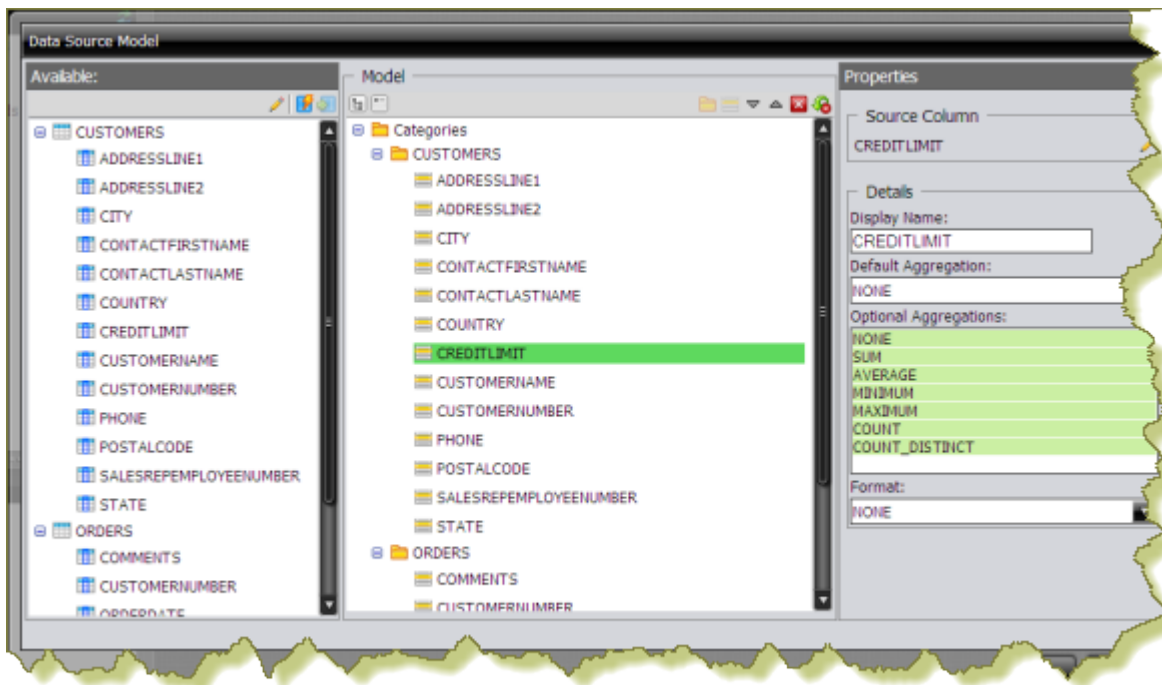 Data Source Model
Available:
CUSTOMERS
ADDRESSLINE1
ADDRESSLINE2
CITY
CONTACTFIRSTNAME
CONTACTLASTNAME
COUNTRY
CREDITLIMIT
CUSTOMERNAME
CUSTOMERNUMBER
PHONE
POSTALCODE
SALESREPEMPLOYEENUMBER
STATE
ORDERS
COMMENTS
CUSTOMERNUMBER
ORDERDATE
Model
Categories
CUSTOMERS
ADDRESSLINE1
ADDRESSLINE2
CITY
CONTACTFIRSTNAME
CONTACTLASTNAME
COUNTRY
CREDITLIMIT
CUSTOMERNAME
CUSTOMERNUMBER
PHONE
POSTALCODE
SALESREPEMPLOYEENUMBER
STATE
ORDERS
COMMENTS
CUSTOMERNUMBER
Properties
Source Column
CREDITLIMIT
Details
Display Name:
CREDITLIMIT
Default Aggregation:
NONE
Optional Aggregations:
NONE
SUM
AVERAGE
MINIMUM
MAXIMUM
COUNT
COUNT_DISTINCT
Format:
NONE